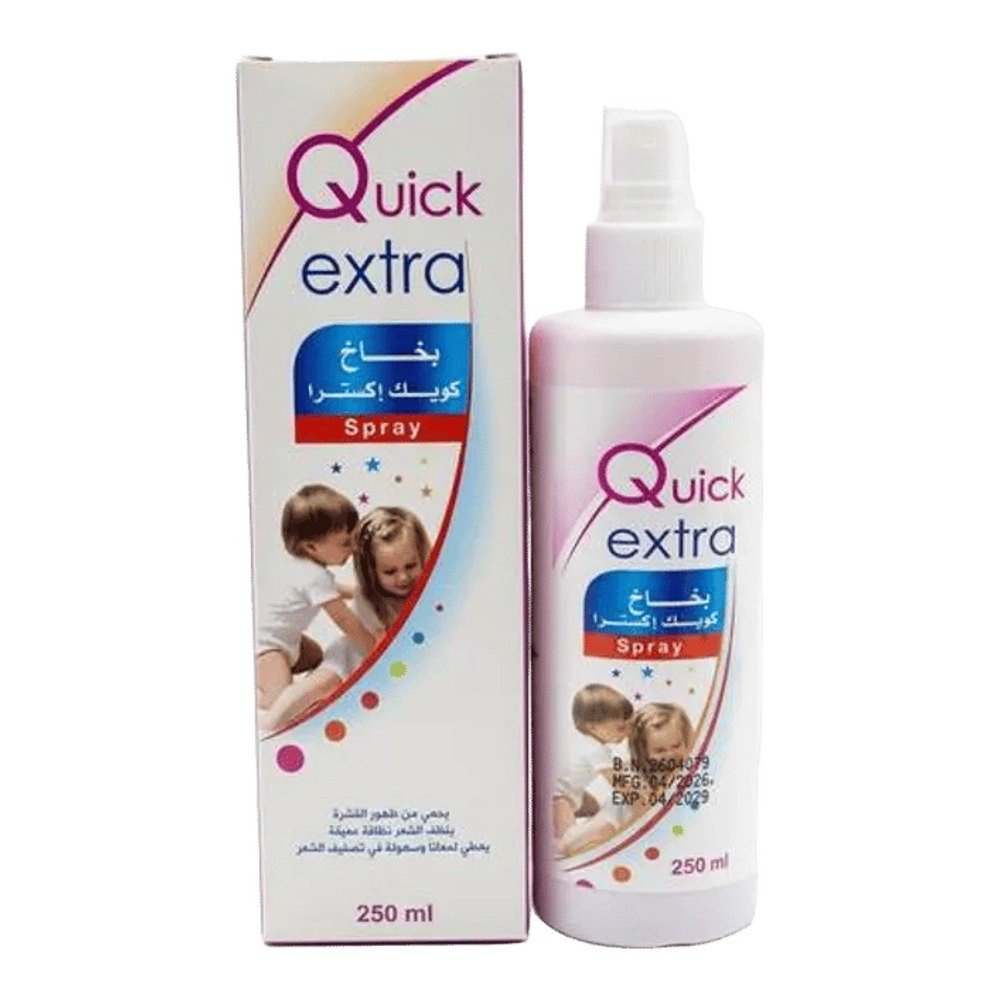 Quick
extra
بخاخ
كويك إكسترا
Spray
يحمي من ظهور القشرة
ينظف الشعر نظافة عميقة
يعطي لمعانا وسهولة في تصفيف الشعر
250 ml
Quick
extra
بخاخ
كويك إكسترا
Spray
B.N.2604079
MFG.04/2026
EXP.04/2029
250 ml